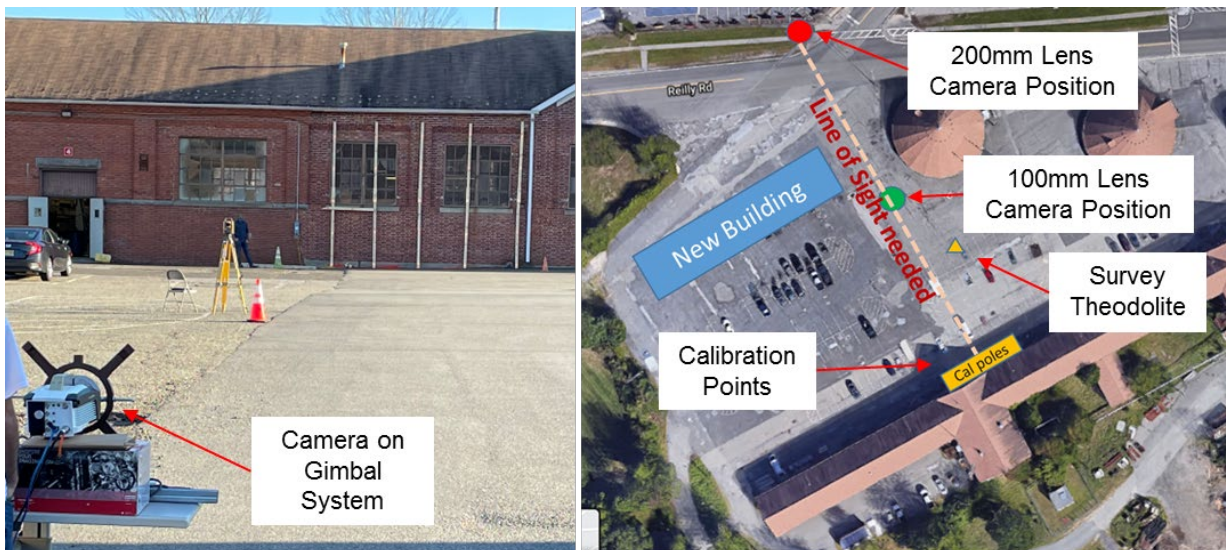 4
Camera on
Gimbal
System
200mm Lens
Camera Position
Reilly Rd
Line of Sight needed
100mm Lens
Camera Position
New Building
Survey
Theodolite
Calibration
Points
Cal poles